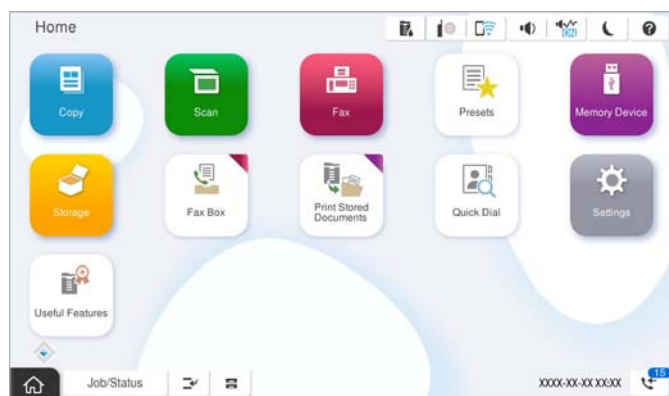 Home
Copy
Scan
Fax
Presets
Memory Device
Storage
Fax Box
Print Stored
Documents
Quick Dial
Settings
Useful Features
Job/Status
XXXX-XX-XX XX:XX
15